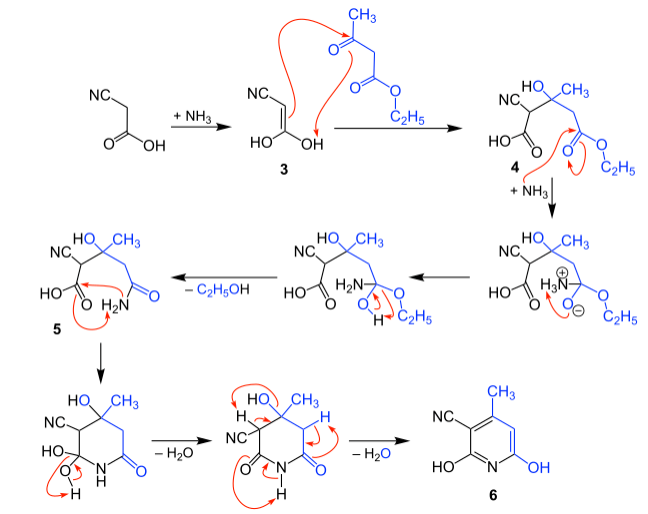 CH₃
O
NC
O
OH
+ NH₃
NC
HO
OH
3
O
O
C₂H₅
HO
CH₃
NC
HO
O
O
O
C₂H₅
4
+ NH₃
HO
CH₃
NC
HO
O
H₂N
O
5
– C₂H₅OH
HO
CH₃
NC
HO
O
H₂N
O
O
H
C₂H₅
HO
CH₃
NC
HO
O
H₃N
⊕
O
⊖
O
C₂H₅
HO
CH₃
NC
HO
O
H
N
H
O
– H₂O
HO
CH₃
H
H
NC
O
N
O
H
– H₂O
CH₃
NC
HO
N
OH
6